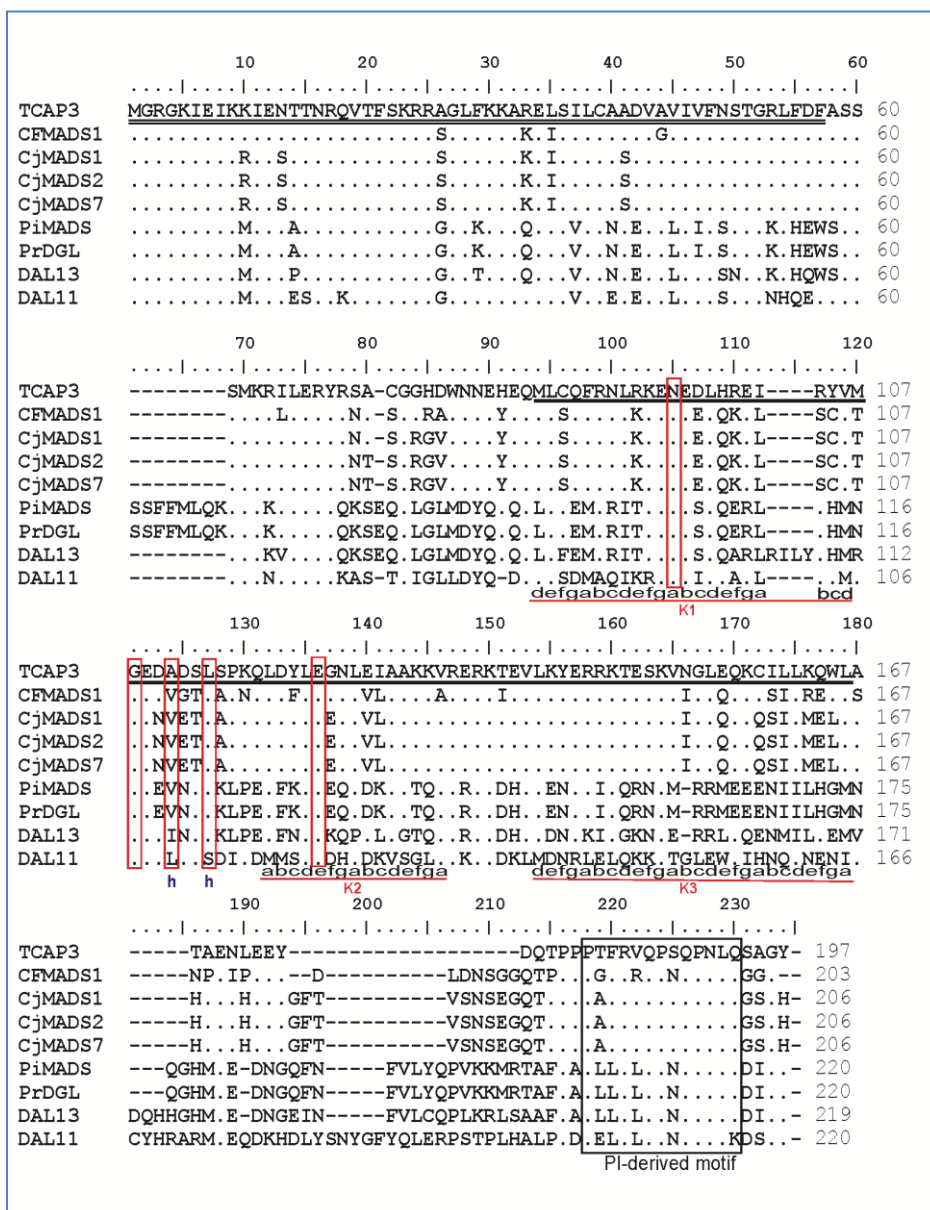 10 20 30 40 50 60
TCAP3 MGRGKIEIKKIENTTNRQVTFSKRRAGLFKKARELSILCAADVAVIVFNSTGRLFDFASS 60
CFMADS1 .........................S......K.I........G................ 60
CjMADS1 .........R..S............S......K.I.....S................... 60
CjMADS2 .........R..S............S......K.I.....S................... 60
CjMADS7 .........R..S............S......K.I.....S................... 60
PiMADS .........M...A...........G..K...Q...V..N.E..L.I.S...K.HEWS.. 60
PrDGL .........M...A...........G..K...Q...V..N.E..L.I.S...K.HEWS.. 60
DAL13 .........M...P...........G..T...Q...V..N.E..L...SN..K.HQWS.. 60
DAL11 .........M...ES..K.......G..........V..E.E..L...S...NHQE.... 60
70 80 90 100 110 120
TCAP3 --------SMKRILERYRSA-CGGHDWNNEHEQMLCQFRNLRKENEDLHREI----RYVM 107
CFMADS1 --------....L.....N.-S..RA....Y....S.....K....E.QK.L----SC.T 107
CjMADS1 --------..........N.-S.RGV....Y....S.....K....E.QK.L----SC.T 107
CjMADS2 --------..........NT-S.RGV....Y....S.....K....E.QK.L----SC.T 107
CjMADS7 --------..........NT-S.RGV....Y....S.....K....E.QK.L----SC.T 107
PiMADS SSFFMLQK...K.....QKSEQ.LGLMDYQ.Q.L..EM.RIT....S.QERL----.HMN 116
PrDGL SSFFMLQK...K.....QKSEQ.LGLMDYQ.Q.L..EM.RIT....S.QERL----.HMN 116
DAL13 --------...KV....QKSEQ.LGLMDYQ.Q.L.FEM.RIT....S.QARLRILY.HMR 112
DAL11 --------...N.....KAS-T.IGLLDYQ-D...SDMAQIKR...I..A.L----..M. 106
defgabcdefgabcdefga bcd
K1
130 140 150 160 170 180
TCAP3 GEDADSLSPKQLDYLEGNLEIAAKKVRERKTEVLKYERRKTESKVNGLEQKCILLKQWLA 167
CFMADS1 ...VGT.A.N...F.....VL....A....I..............I..Q...SI.RE..S 167
CjMADS1 ..NVET.A........E..VL........................I..Q..QSI.MEL.. 167
CjMADS2 ..NVET.A........E..VL........................I..Q..QSI.MEL.. 167
CjMADS7 ..NVET.A........E..VL........................I..Q..QSI.MEL.. 167
PiMADS ..EVN..KLPE.FK..EQ.DK..TQ..R..DH..EN..I.QRN.M-RRMEEENIILHGMN 175
PrDGL ..EVN..KLPE.FK..EQ.DK..TQ..R..DH..EN..I.QRN.M-RRMEEENIILHGMN 175
DAL13 ...IN..KLPE.FN..KQP.L.GTQ..R..DH..DN.KI.GKN.E-RRL.QENMIL.EMV 171
DAL11 ...L..SDI.DMMS..DH.DKVSGL..K..DKLMDNRLELQKK.TGLEW.IHNQ.NENI. 166
h h abcdefgabcdefga defgabcdefgabcdefgabcdefga
K2 K3
190 200 210 220 230
TCAP3 -----TAENLEEY-------------------DQTPPPTFRVQPSQPNLQSAGY- 197
CFMADS1 -----NP.IP...--D----------LDNSGGQTP...G..R..N.....GG..- 203
CjMADS1 -----H...H...GFT----------VSNSEGQT....A...........GS.H- 206
CjMADS2 -----H...H...GFT----------VSNSEGQT....A...........GS.H- 206
CjMADS7 -----H...H...GFT----------VSNSEGQT....A...........GS.H- 206
PiMADS ---QGHM.E-DNGQFN-----FVLYQPVKKMRTAF.A.LL.L..N.....DI..- 220
PrDGL ---QGHM.E-DNGQFN-----FVLYQPVKKMRTAF.A.LL.L..N.....DI..- 220
DAL13 DQHHGHM.E-DNGEIN-----FVLCQPLKRLSAAF.A.LL.L..N.....DI..- 219
DAL11 CYHRARM.EQDKHDLYSNYGFYQLERPSTPLHALP.D.EL.L..N....KDS..- 220
PI-derived motif